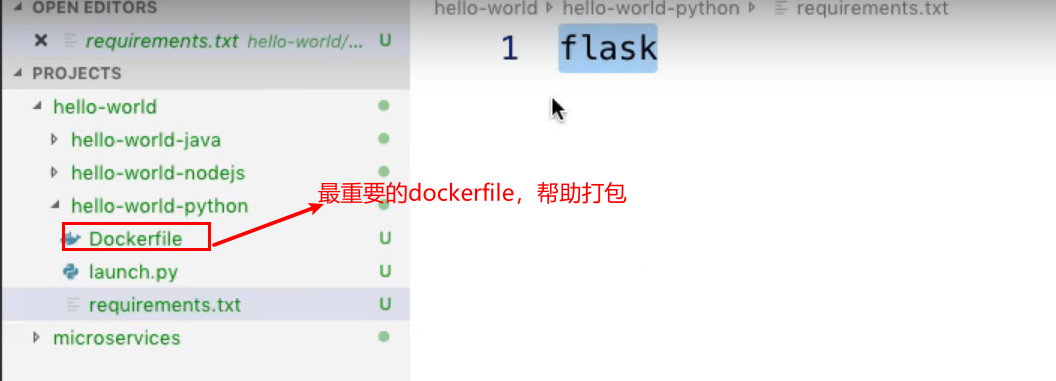 OPEN EDITORS
requirements.txt hello-world/... U
PROJECTS
hello-world
hello-world-java
hello-world-nodejs
hello-world-python
Dockerfile U
launch.py U
requirements.txt U
microservices
hello-world hello-world-python requirements.txt
1 flask
最重要的dockerfile，帮助打包